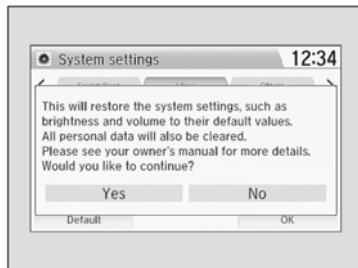 System settings 12:34
This will restore the system settings, such as
brightness and volume to their default values.
All personal data will also be cleared.
Please see your owner's manual for more details.
Would you like to continue?
Yes No
Default OK